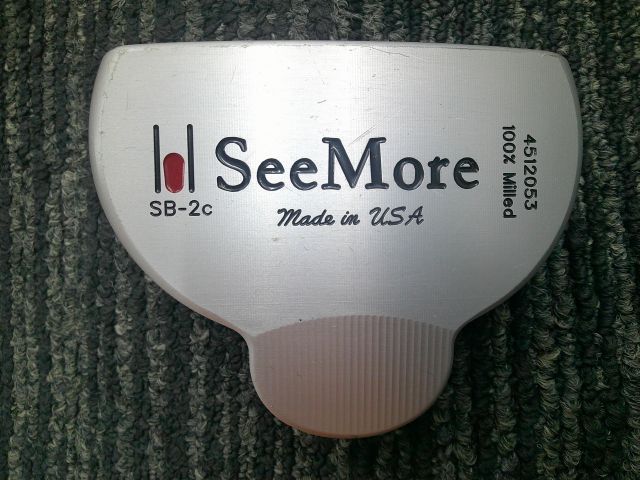 SeeMore
SB-2c
Made in USA
4512053
100% Milled